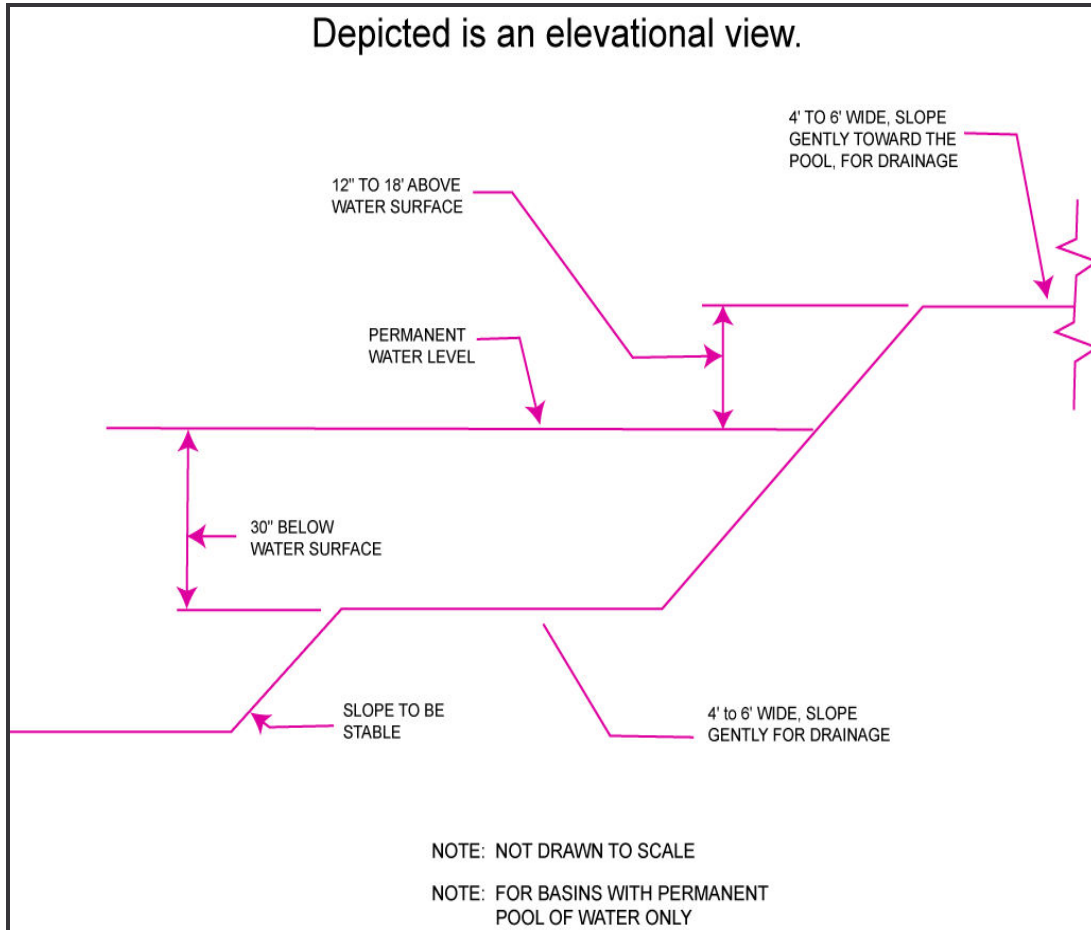 Depicted is an elevational view.
4' TO 6' WIDE, SLOPE
GENTLY TOWARD THE
POOL, FOR DRAINAGE
12" TO 18' ABOVE
WATER SURFACE
PERMANENT
WATER LEVEL
30" BELOW
WATER SURFACE
SLOPE TO BE
STABLE
4' to 6' WIDE, SLOPE
GENTLY FOR DRAINAGE
NOTE: NOT DRAWN TO SCALE
NOTE: FOR BASINS WITH PERMANENT
POOL OF WATER ONLY